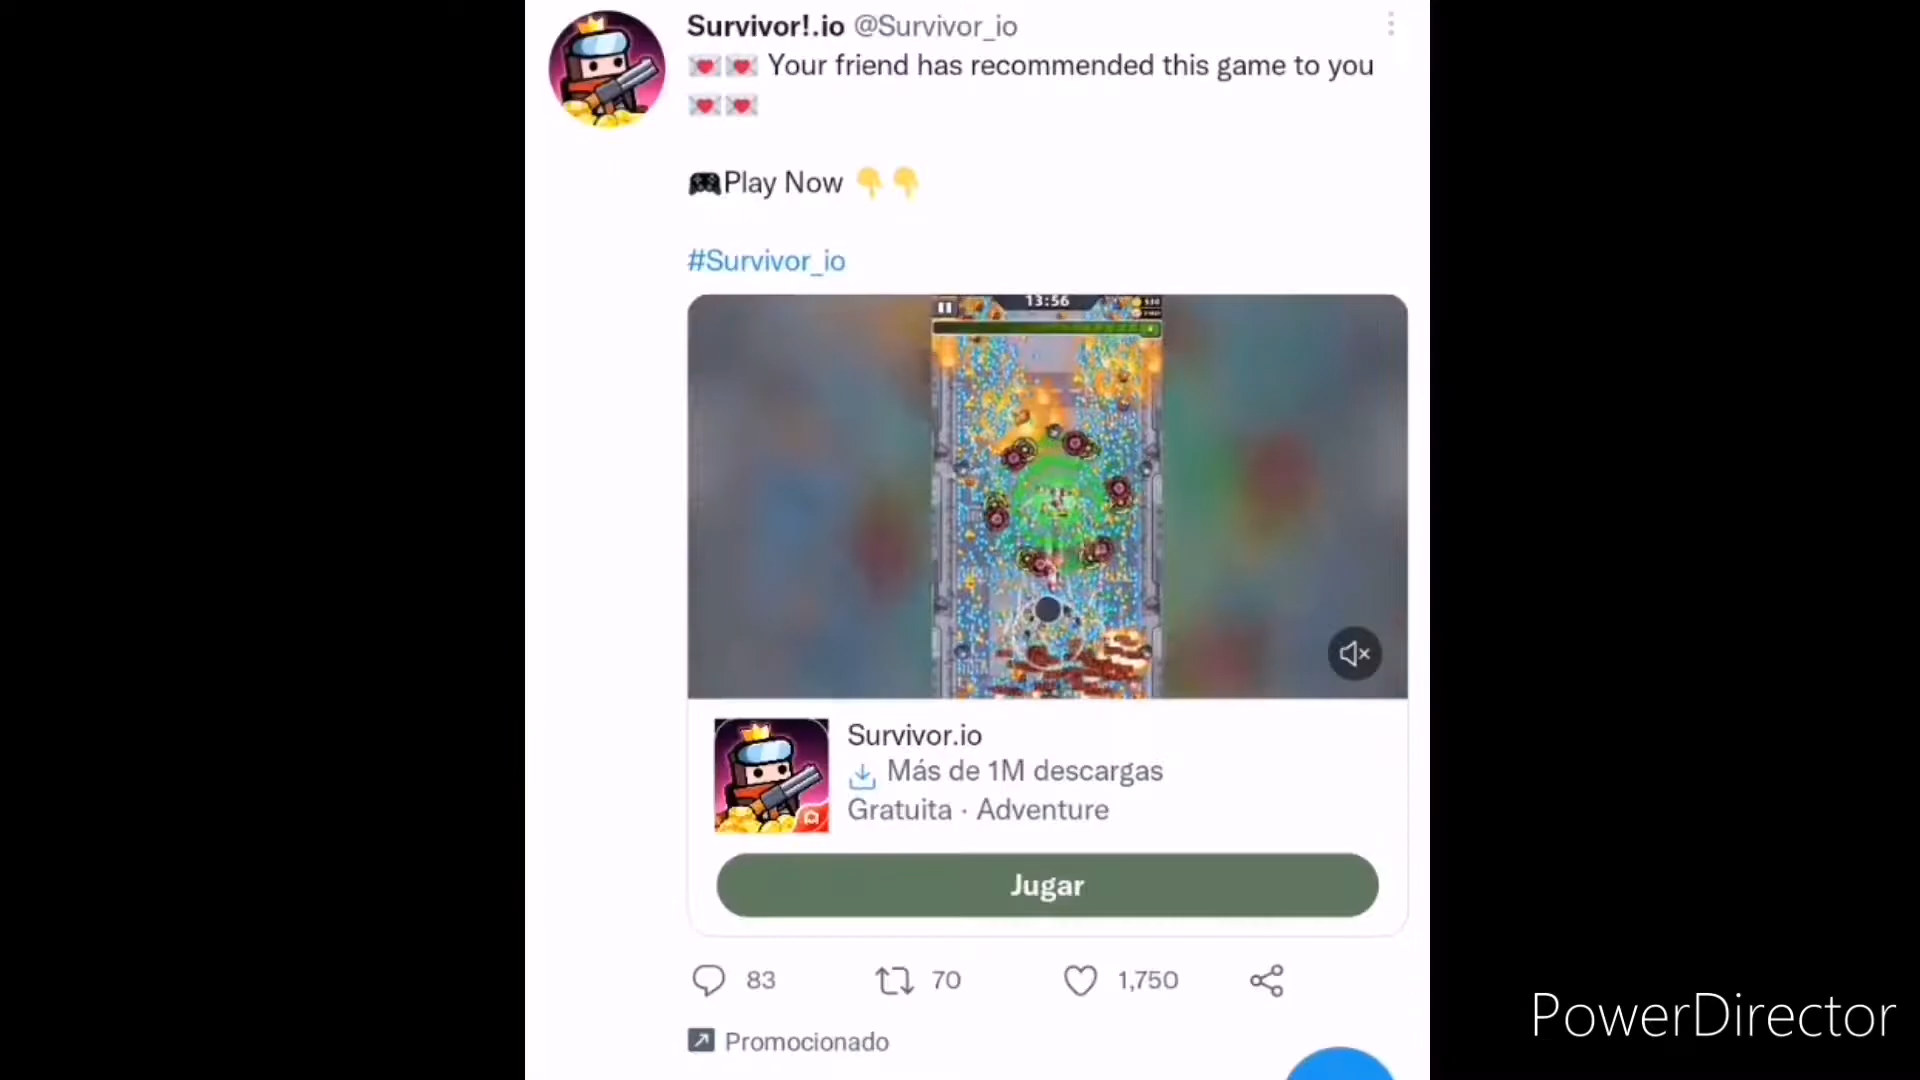 Survivor!.io @Survivor_io
💌💌 Your friend has recommended this game to you
💌💌
🎮Play Now 👇👇
#Survivor_io
13:56
Survivor.io
Más de 1M descargas
Gratuita · Adventure
Jugar
83 70 1,750
Promocionado
PowerDirector